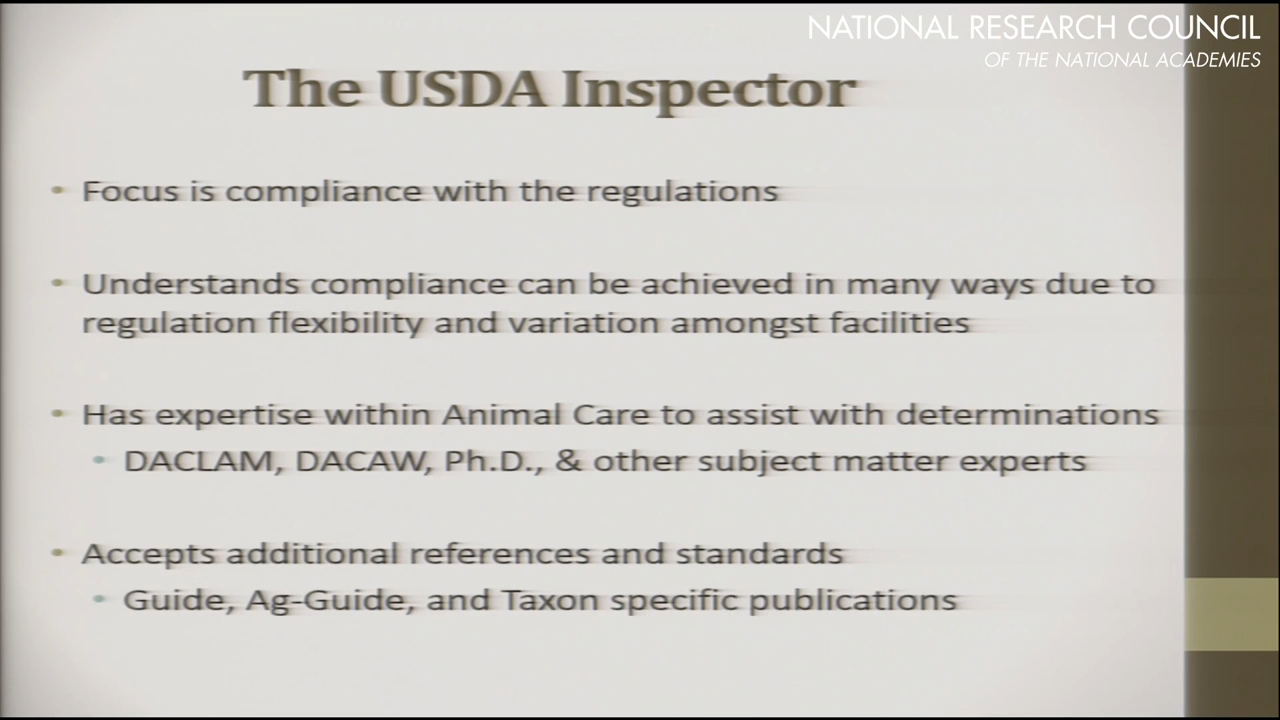 NATIONAL RESEARCH COUNCIL
OF THE NATIONAL ACADEMIES
The USDA Inspector
• Focus is compliance with the regulations
• Understands compliance can be achieved in many ways due to
regulation flexibility and variation amongst facilities
• Has expertise within Animal Care to assist with determinations
• DACLAM, DACAW, Ph.D., & other subject matter experts
• Accepts additional references and standards
• Guide, Ag-Guide, and Taxon specific publications